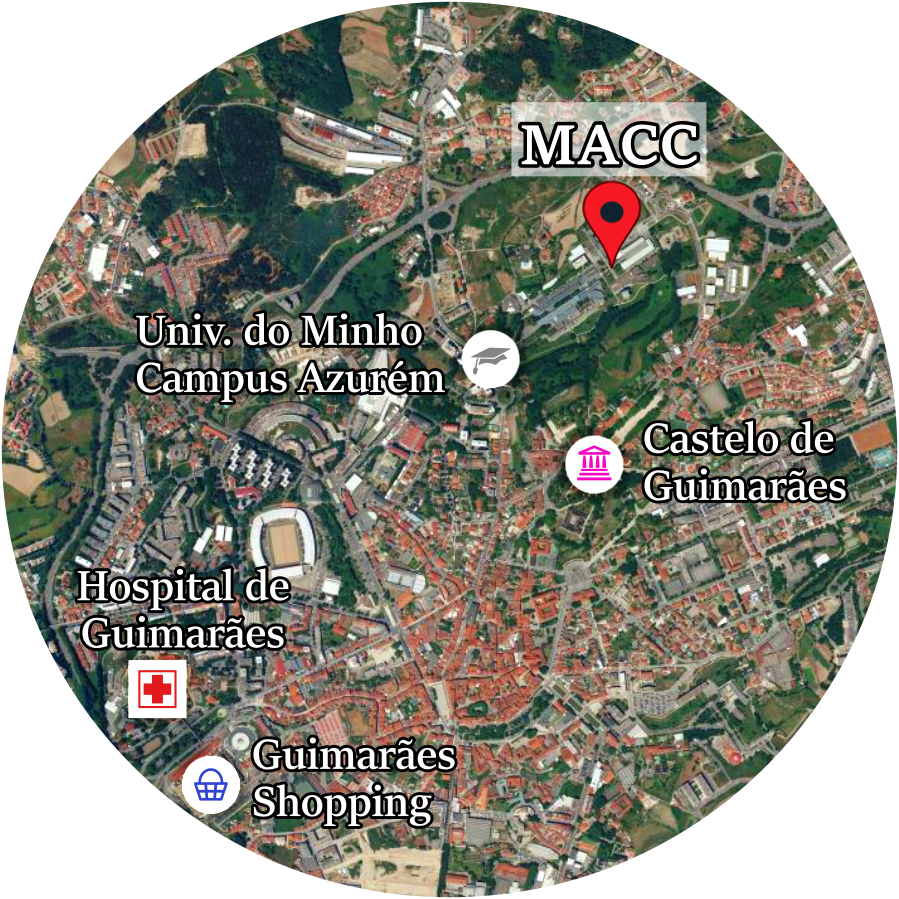 MACC
Univ. do Minho
Campus Azurém
Castelo de
Guimarães
Hospital de
Guimarães
Guimarães
Shopping